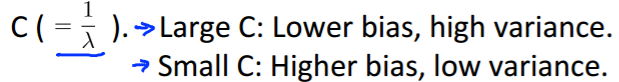 C ( = 1/λ ). → Large C: Lower bias, high variance.
→ Small C: Higher bias, low variance.